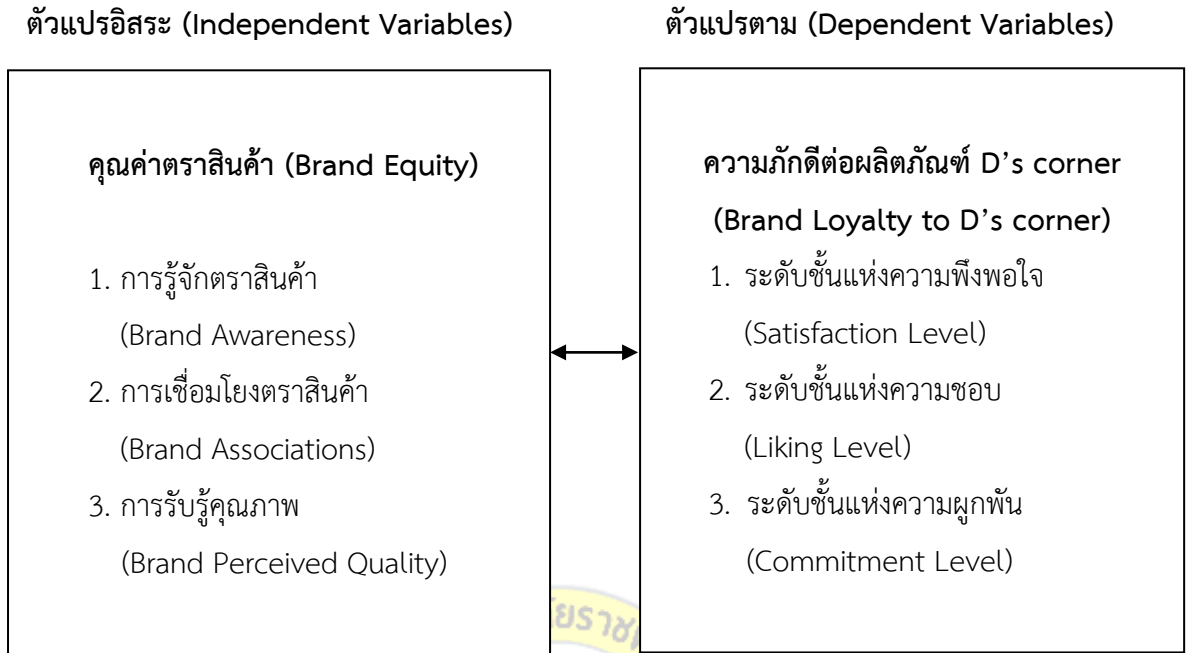 ตัวแปรอิสระ (Independent Variables)
ตัวแปรตาม (Dependent Variables)
คุณค่าตราสินค้า (Brand Equity)
1. การรู้จักตราสินค้า
(Brand Awareness)
2. การเชื่อมโยงตราสินค้า
(Brand Associations)
3. การรับรู้คุณภาพ
(Brand Perceived Quality)
ความภักดีต่อผลิตภัณฑ์ D’s corner
(Brand Loyalty to D’s corner)
1. ระดับชั้นแห่งความพึงพอใจ
(Satisfaction Level)
2. ระดับชั้นแห่งความชอบ
(Liking Level)
3. ระดับชั้นแห่งความผูกพัน
(Commitment Level)